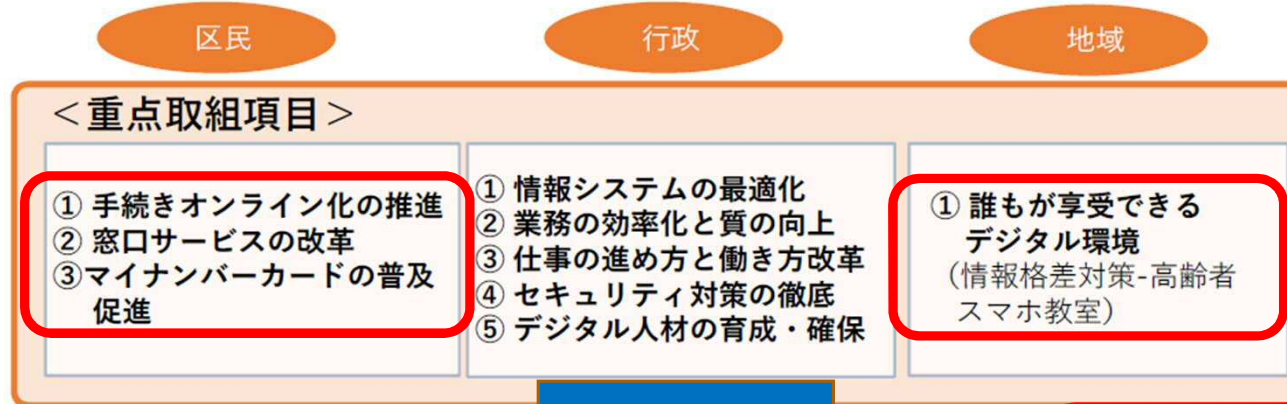 区民
行政
地域
＜重点取組項目＞
① 手続きオンライン化の推進
② 窓口サービスの改革
③マイナンバーカードの普及
促進
① 情報システムの最適化
② 業務の効率化と質の向上
③ 仕事の進め方と働き方改革
④ セキュリティ対策の徹底
⑤ デジタル人材の育成・確保
① 誰もが享受できる
デジタル環境
（情報格差対策-高齢者
スマホ教室）